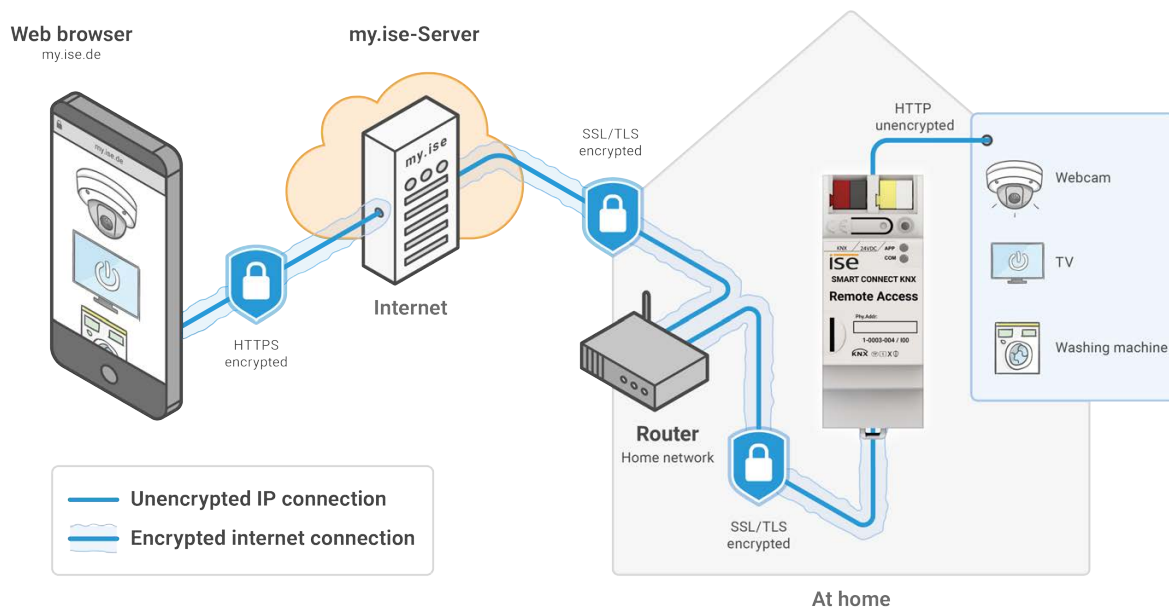 Web browser
my.ise.de
my.ise.de
HTTPS
encrypted
my.ise-Server
my.ise
Internet
SSL/TLS
encrypted
Router
Home network
SSL/TLS
encrypted
HTTP
unencrypted
KNX / 24VDC / APP
COM
ise
SMART CONNECT KNX
Remote Access
Phy.Addr:
1-0003-004 / I00
KNX
Webcam
TV
Washing machine
Unencrypted IP connection
Encrypted internet connection
At home